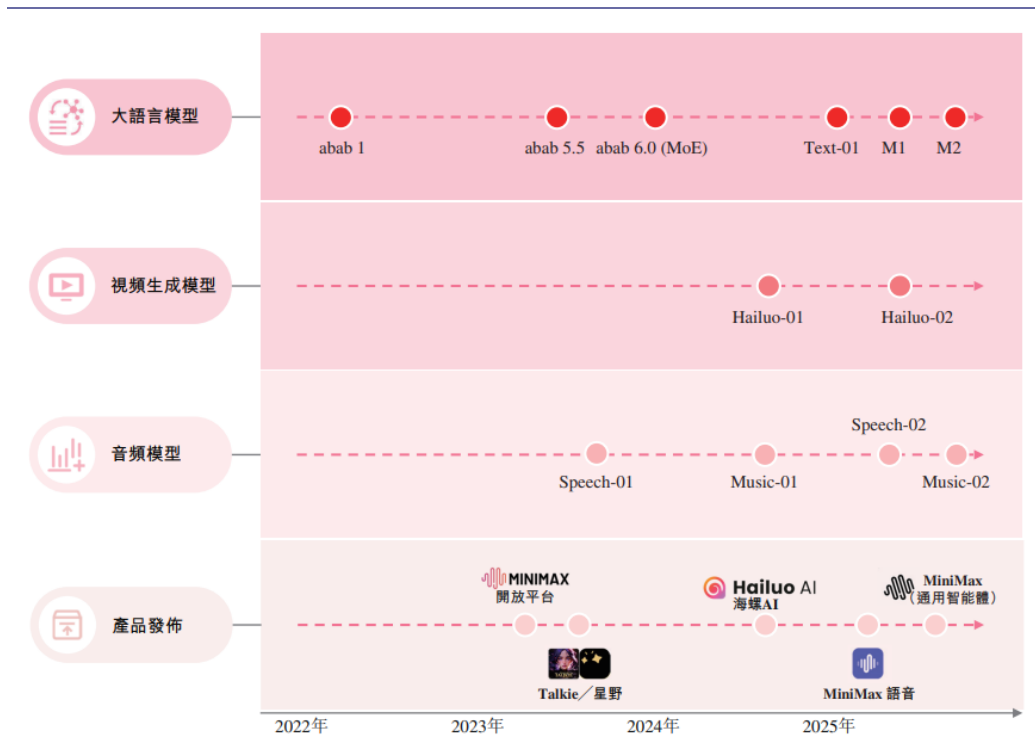 大語言模型
abab 1
abab 5.5
abab 6.0 (MoE)
Text-01
M1
M2
視頻生成模型
Hailuo-01
Hailuo-02
音頻模型
Speech-02
Speech-01
Music-01
Music-02
產品發佈
MINIMAX
開放平台
Hailuo AI
海螺AI
MiniMax
（通用智能體）
Talkie／星野
MiniMax 語音
2022年
2023年
2024年
2025年